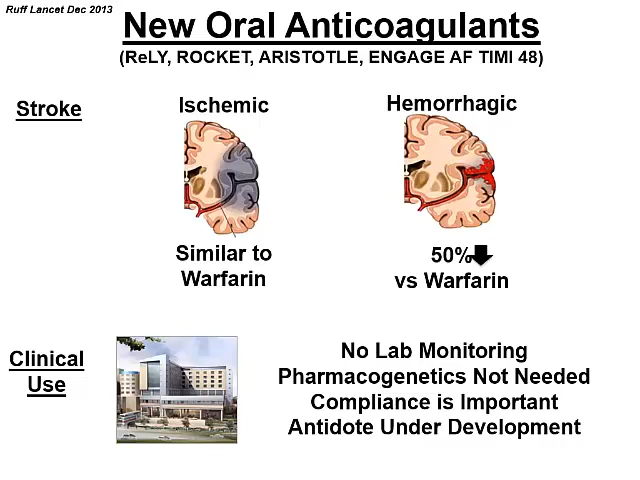 Ruff Lancet Dec 2013
New Oral Anticoagulants
(ReLY, ROCKET, ARISTOTLE, ENGAGE AF TIMI 48)
Stroke
Ischemic
Hemorrhagic
Similar to
Warfarin
50%
vs Warfarin
Clinical
Use
No Lab Monitoring
Pharmacogenetics Not Needed
Compliance is Important
Antidote Under Development